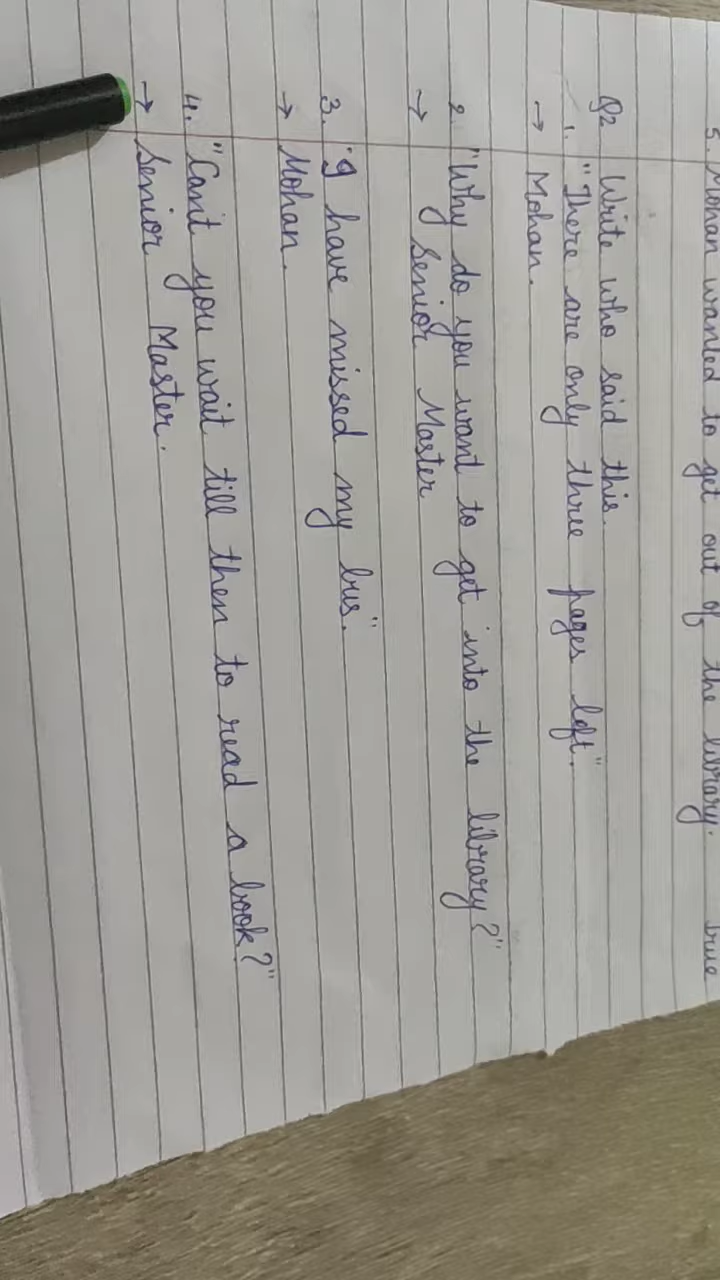 5. Mohan wanted to get out of the library. true
Q2 Write who said this.
1. "There are only three pages left".
→ Mohan.
2. "Why do you want to get into the library?"
→ Senior Master
3. "I have missed my bus".
→ Mohan.
4. "Can't you wait till then to read a book?"
→ Senior Master.